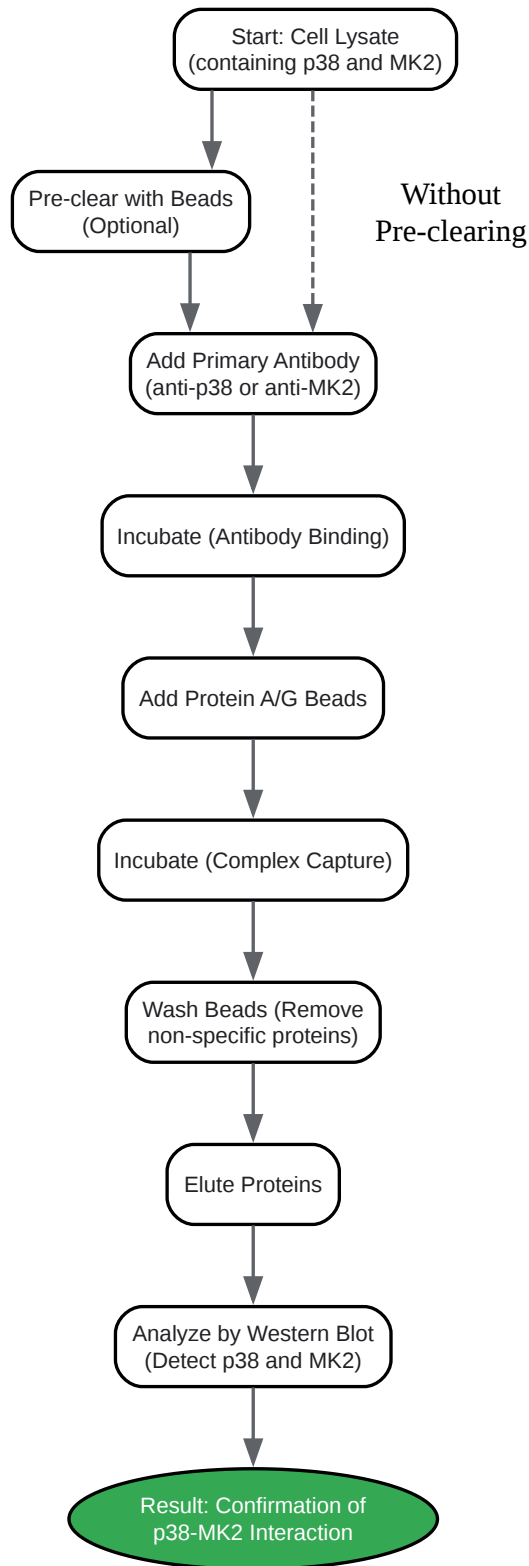 Start: Cell Lysate
(containing p38 and MK2)
Pre-clear with Beads
(Optional)
Without
Pre-clearing
Add Primary Antibody
(anti-p38 or anti-MK2)
Incubate (Antibody Binding)
Add Protein A/G Beads
Incubate (Complex Capture)
Wash Beads (Remove
non-specific proteins)
Elute Proteins
Analyze by Western Blot
(Detect p38 and MK2)
Result: Confirmation of
p38-MK2 Interaction